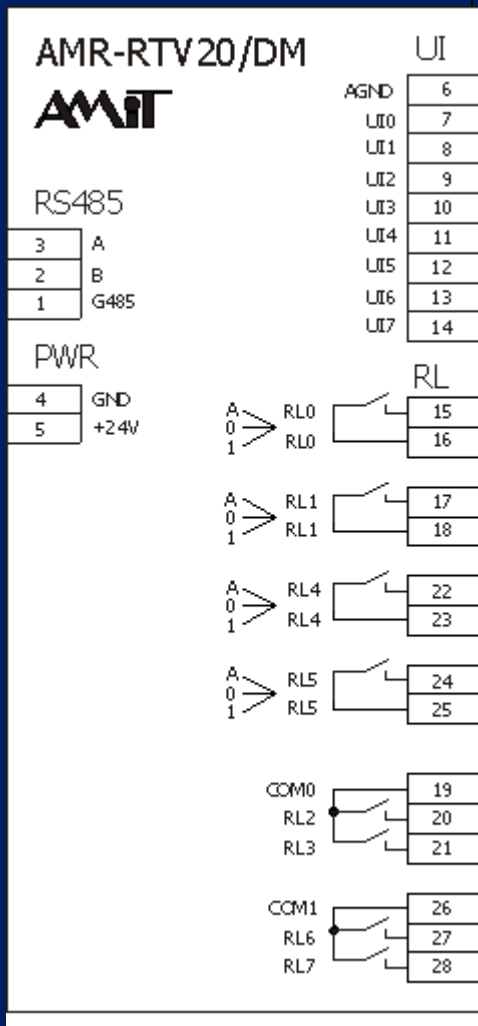 AMR-RTV20/DM
AMiT
RS485
3 A
2 B
1 G485
PWR
4 GND
5 +24V
UI
AGND 6
UI0 7
UI1 8
UI2 9
UI3 10
UI4 11
UI5 12
UI6 13
UI7 14
RL
A
0
1
RL0 15
RL0 16
A
0
1
RL1 17
RL1 18
A
0
1
RL4 22
RL4 23
A
0
1
RL5 24
RL5 25
COM0 19
RL2 20
RL3 21
COM1 26
RL6 27
RL7 28